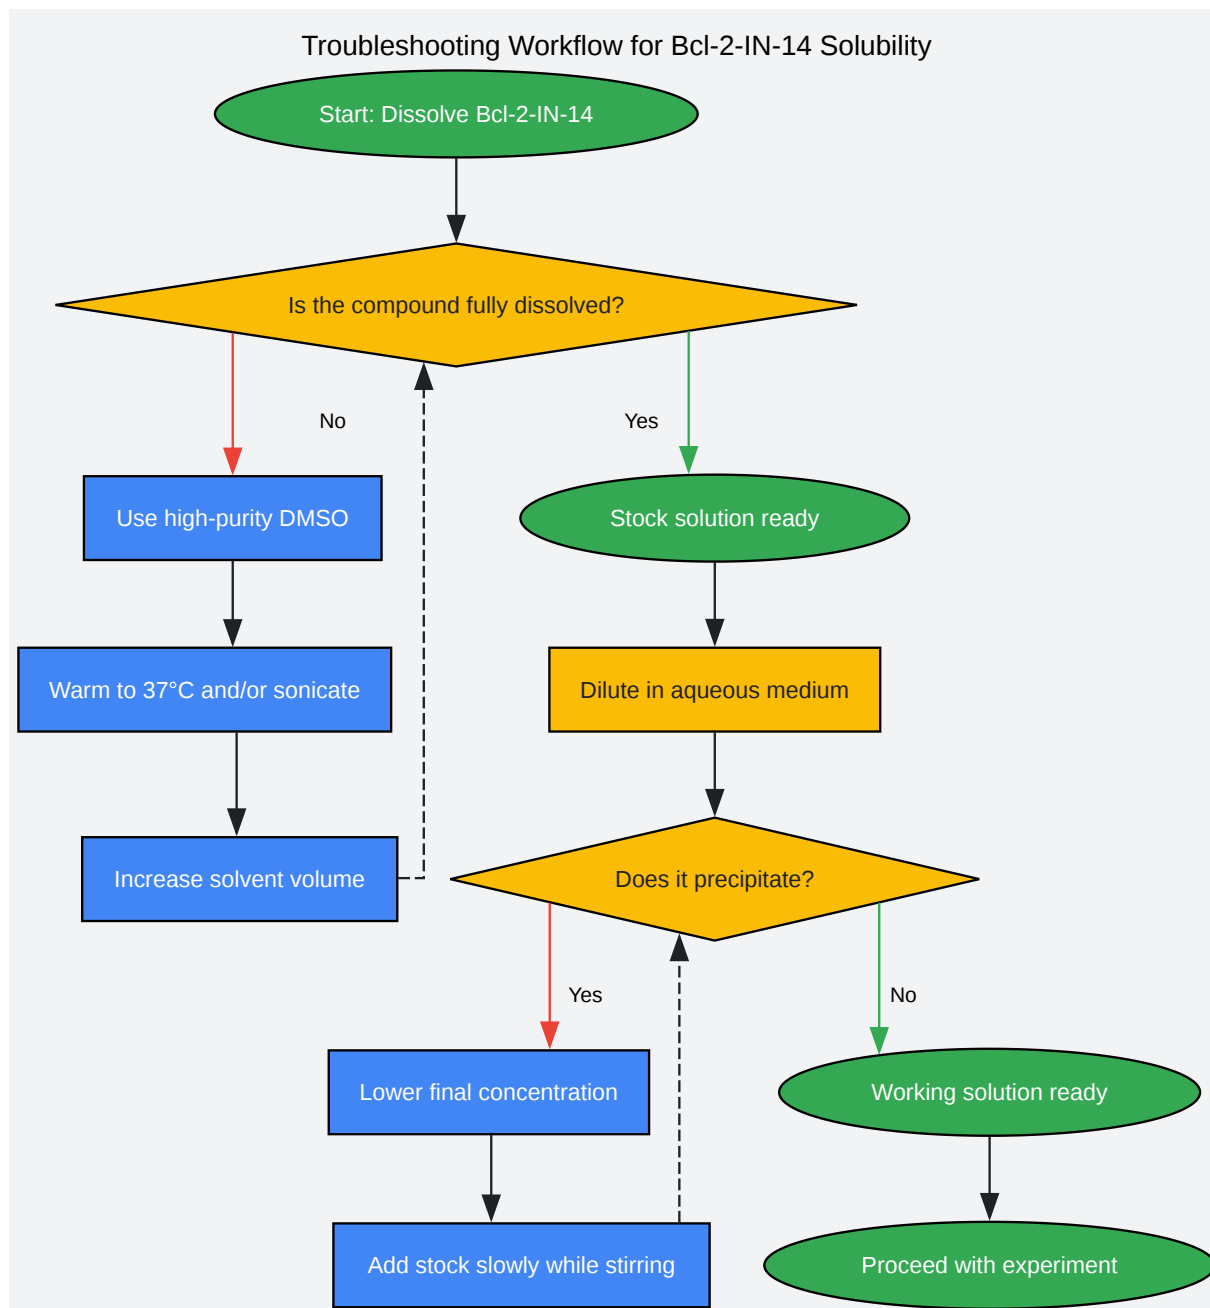 Troubleshooting Workflow for Bcl-2-IN-14 Solubility
Start: Dissolve Bcl-2-IN-14
Is the compound fully dissolved?
No
Yes
Use high-purity DMSO
Stock solution ready
Warm to 37°C and/or sonicate
Dilute in aqueous medium
Increase solvent volume
Does it precipitate?
Yes
No
Lower final concentration
Working solution ready
Add stock slowly while stirring
Proceed with experiment